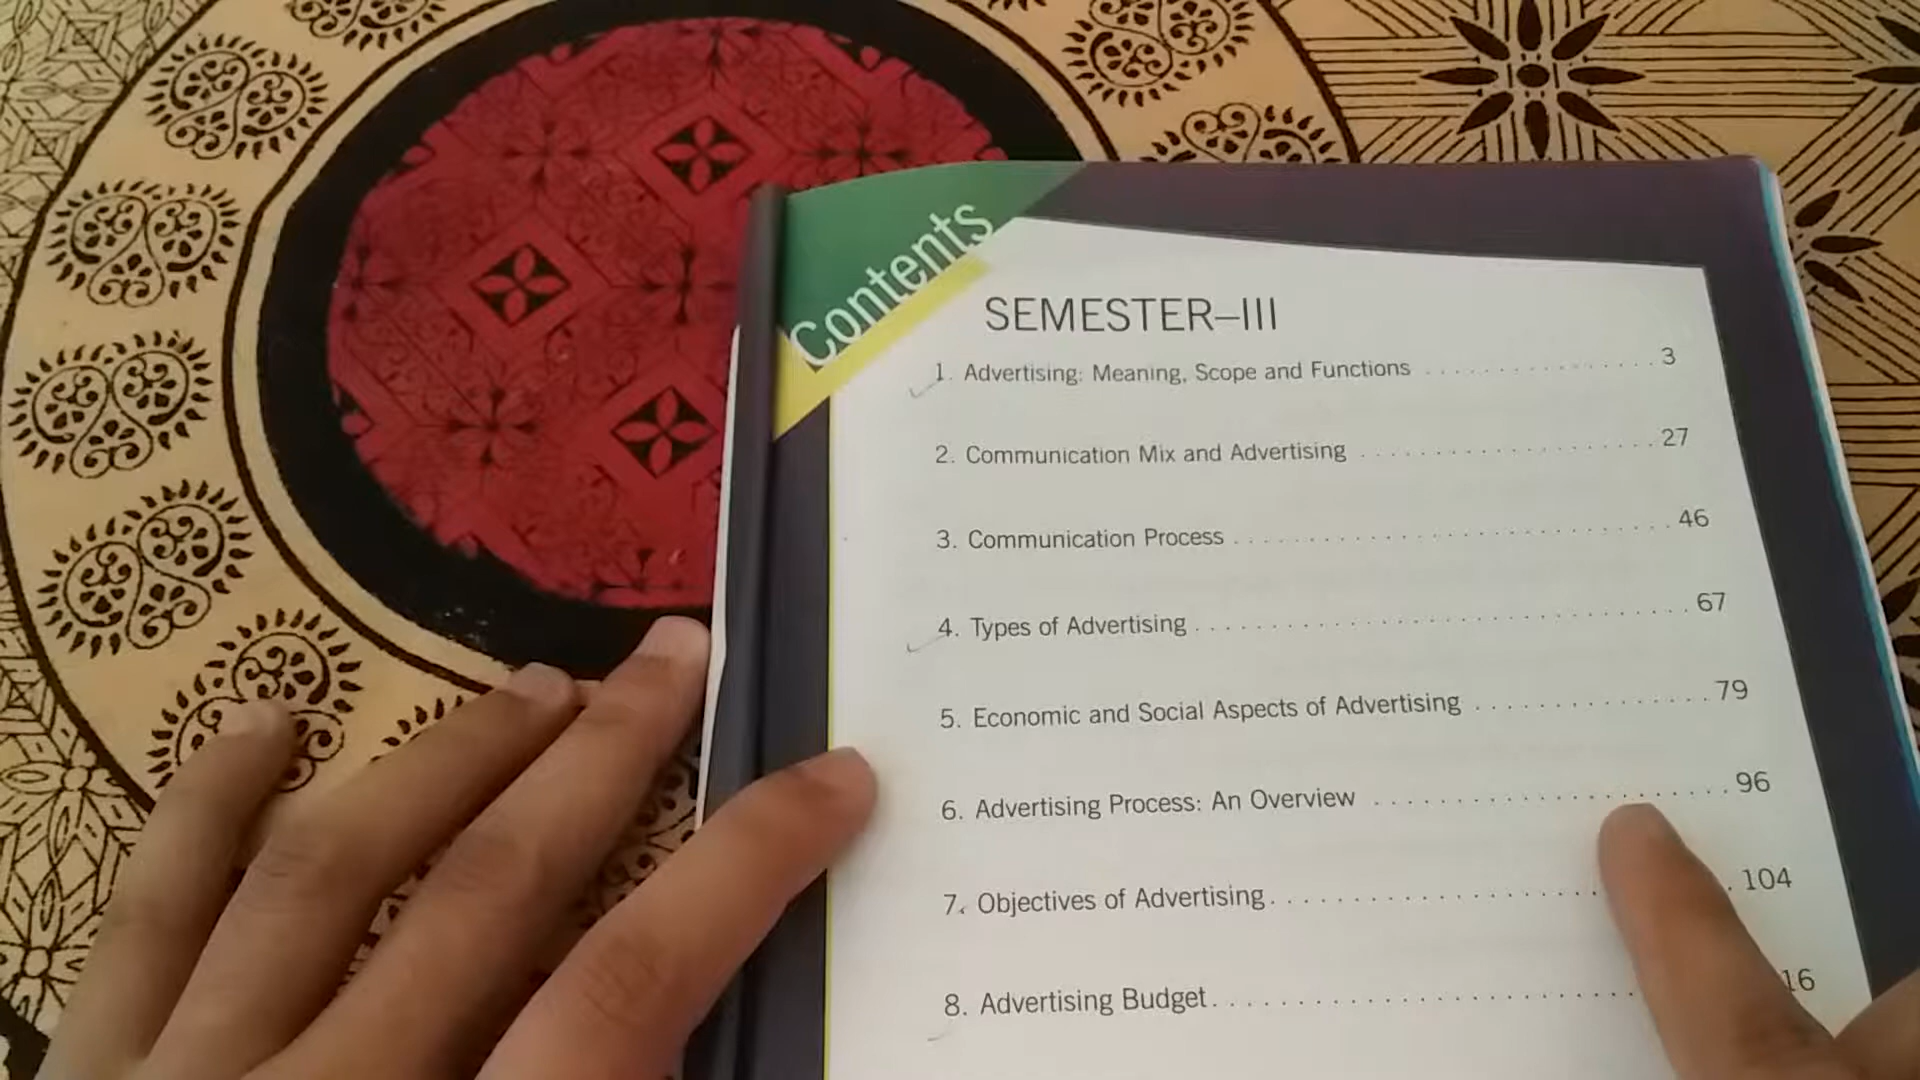 Contents
SEMESTER–III
1. Advertising: Meaning, Scope and Functions . . . . . . . . . . . . . . . . 3
2. Communication Mix and Advertising . . . . . . . . . . . . . . . . . . . . 27
3. Communication Process . . . . . . . . . . . . . . . . . . . . . . . . . . . . . 46
4. Types of Advertising . . . . . . . . . . . . . . . . . . . . . . . . . . . . . . . . 67
5. Economic and Social Aspects of Advertising . . . . . . . . . . . . . . . 79
6. Advertising Process: An Overview . . . . . . . . . . . . . . . . . . . . . . 96
7. Objectives of Advertising . . . . . . . . . . . . . . . . . . . . . . 104
8. Advertising Budget . . . . . . . . . . . . . . . . . . . . . . . . . 16